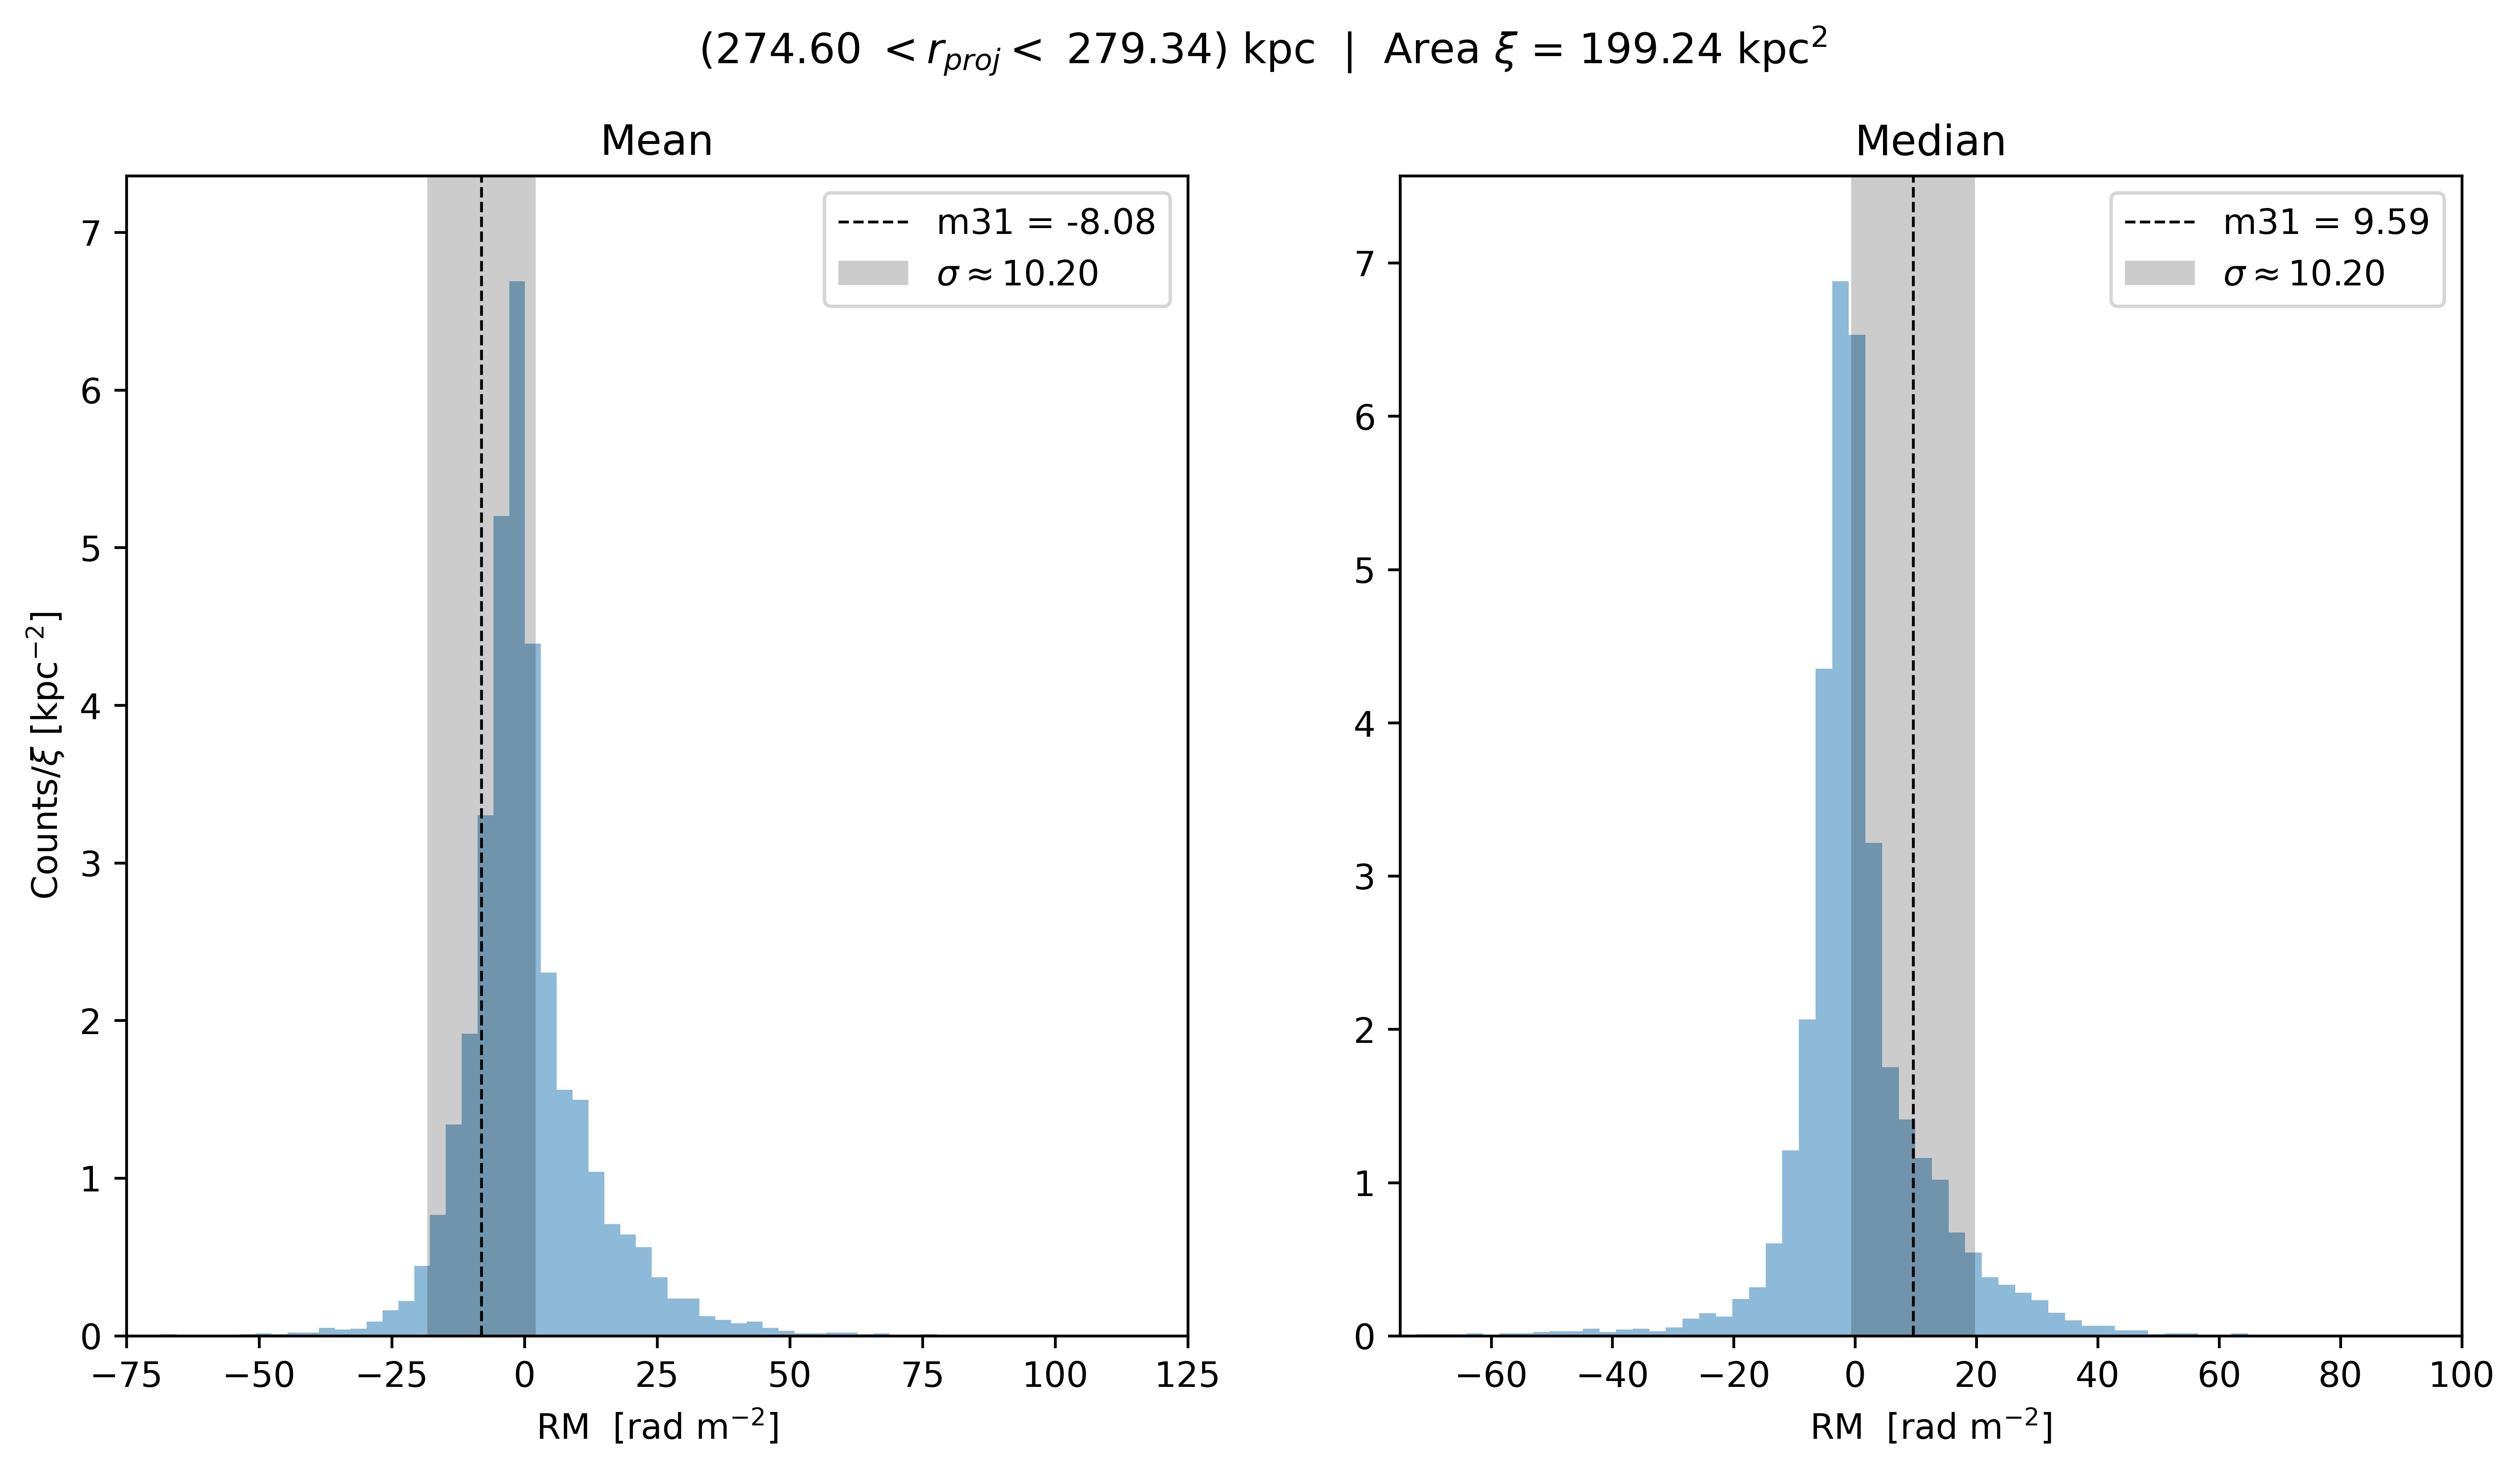 (274.60 < r_proj < 279.34) kpc | Area ξ = 199.24 kpc²
Mean
m31 = -8.08
σ ≈ 10.20
7
6
5
4
3
2
1
0
Counts/ξ [kpc⁻²]
−75 −50 −25 0 25 50 75 100 125
RM [rad m⁻²]
Median
m31 = 9.59
σ ≈ 10.20
7
6
5
4
3
2
1
0
−60 −40 −20 0 20 40 60 80 100
RM [rad m⁻²]